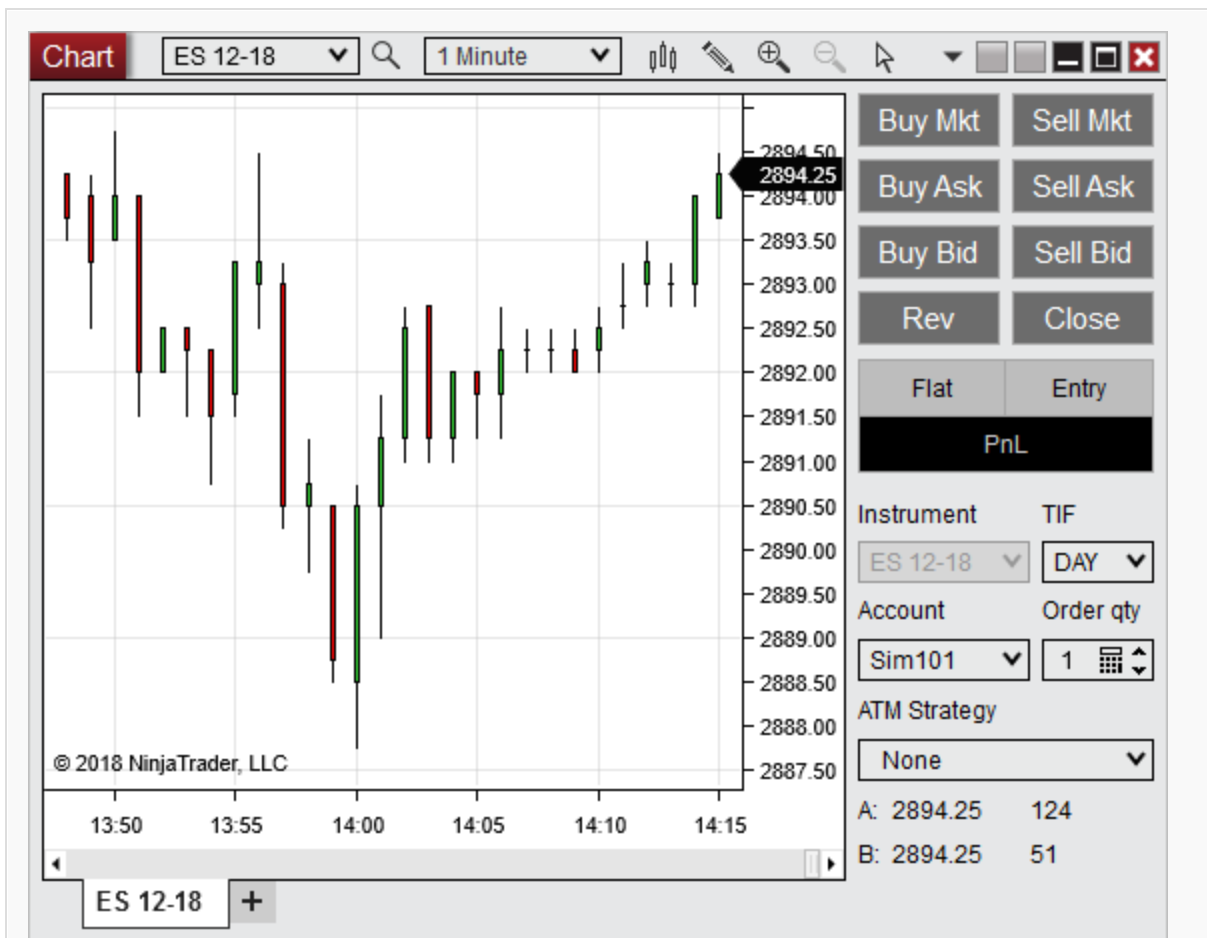 Chart ES 12-18 1 Minute
Buy Mkt Sell Mkt
2894.50
2894.25
Buy Ask Sell Ask
2894.00
2893.50
Buy Bid Sell Bid
2893.00
2892.50
Rev Close
2892.00
Flat Entry
2891.50
PnL
2891.00
2890.50
Instrument TIF
2890.00
ES 12-18 DAY
2889.50
Account Order qty
2889.00
Sim101 1
2888.50
ATM Strategy
2888.00
© 2018 NinjaTrader, LLC
2887.50
None
13:50 13:55 14:00 14:05 14:10 14:15
A: 2894.25 124
B: 2894.25 51
ES 12-18 +